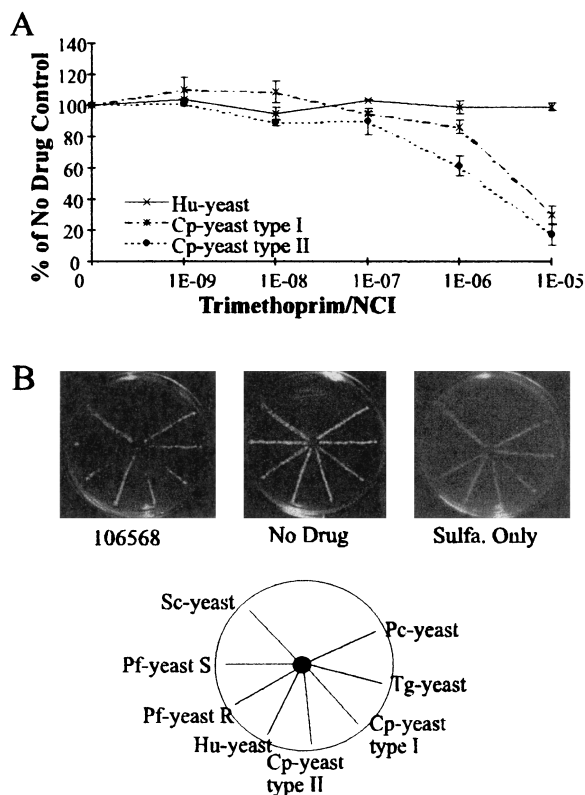 A
% of No Drug Control
140
120
100
80
60
40
20
0
Hu-yeast
Cp-yeast type I
Cp-yeast type II
0 1E-09 1E-08 1E-07 1E-06 1E-05
Trimethoprim/NCI
B
106568 No Drug Sulfa. Only
Sc-yeast
Pc-yeast
Pf-yeast S
Tg-yeast
Pf-yeast R
Cp-yeast
type I
Hu-yeast
Cp-yeast
type II